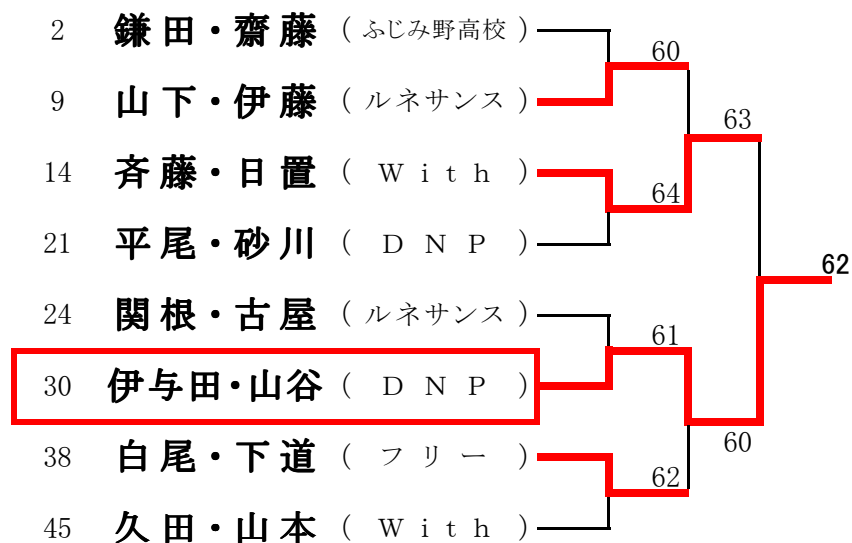 2 鎌田・齋藤 (ふじみ野高校)
60
9 山下・伊藤 (ルネサンス)
63
14 斉藤・日置 (With)
64
21 平尾・砂川 (DNP)
62
24 関根・古屋 (ルネサンス)
61
30 伊与田・山谷 (DNP)
60
38 白尾・下道 (フリー)
62
45 久田・山本 (With)